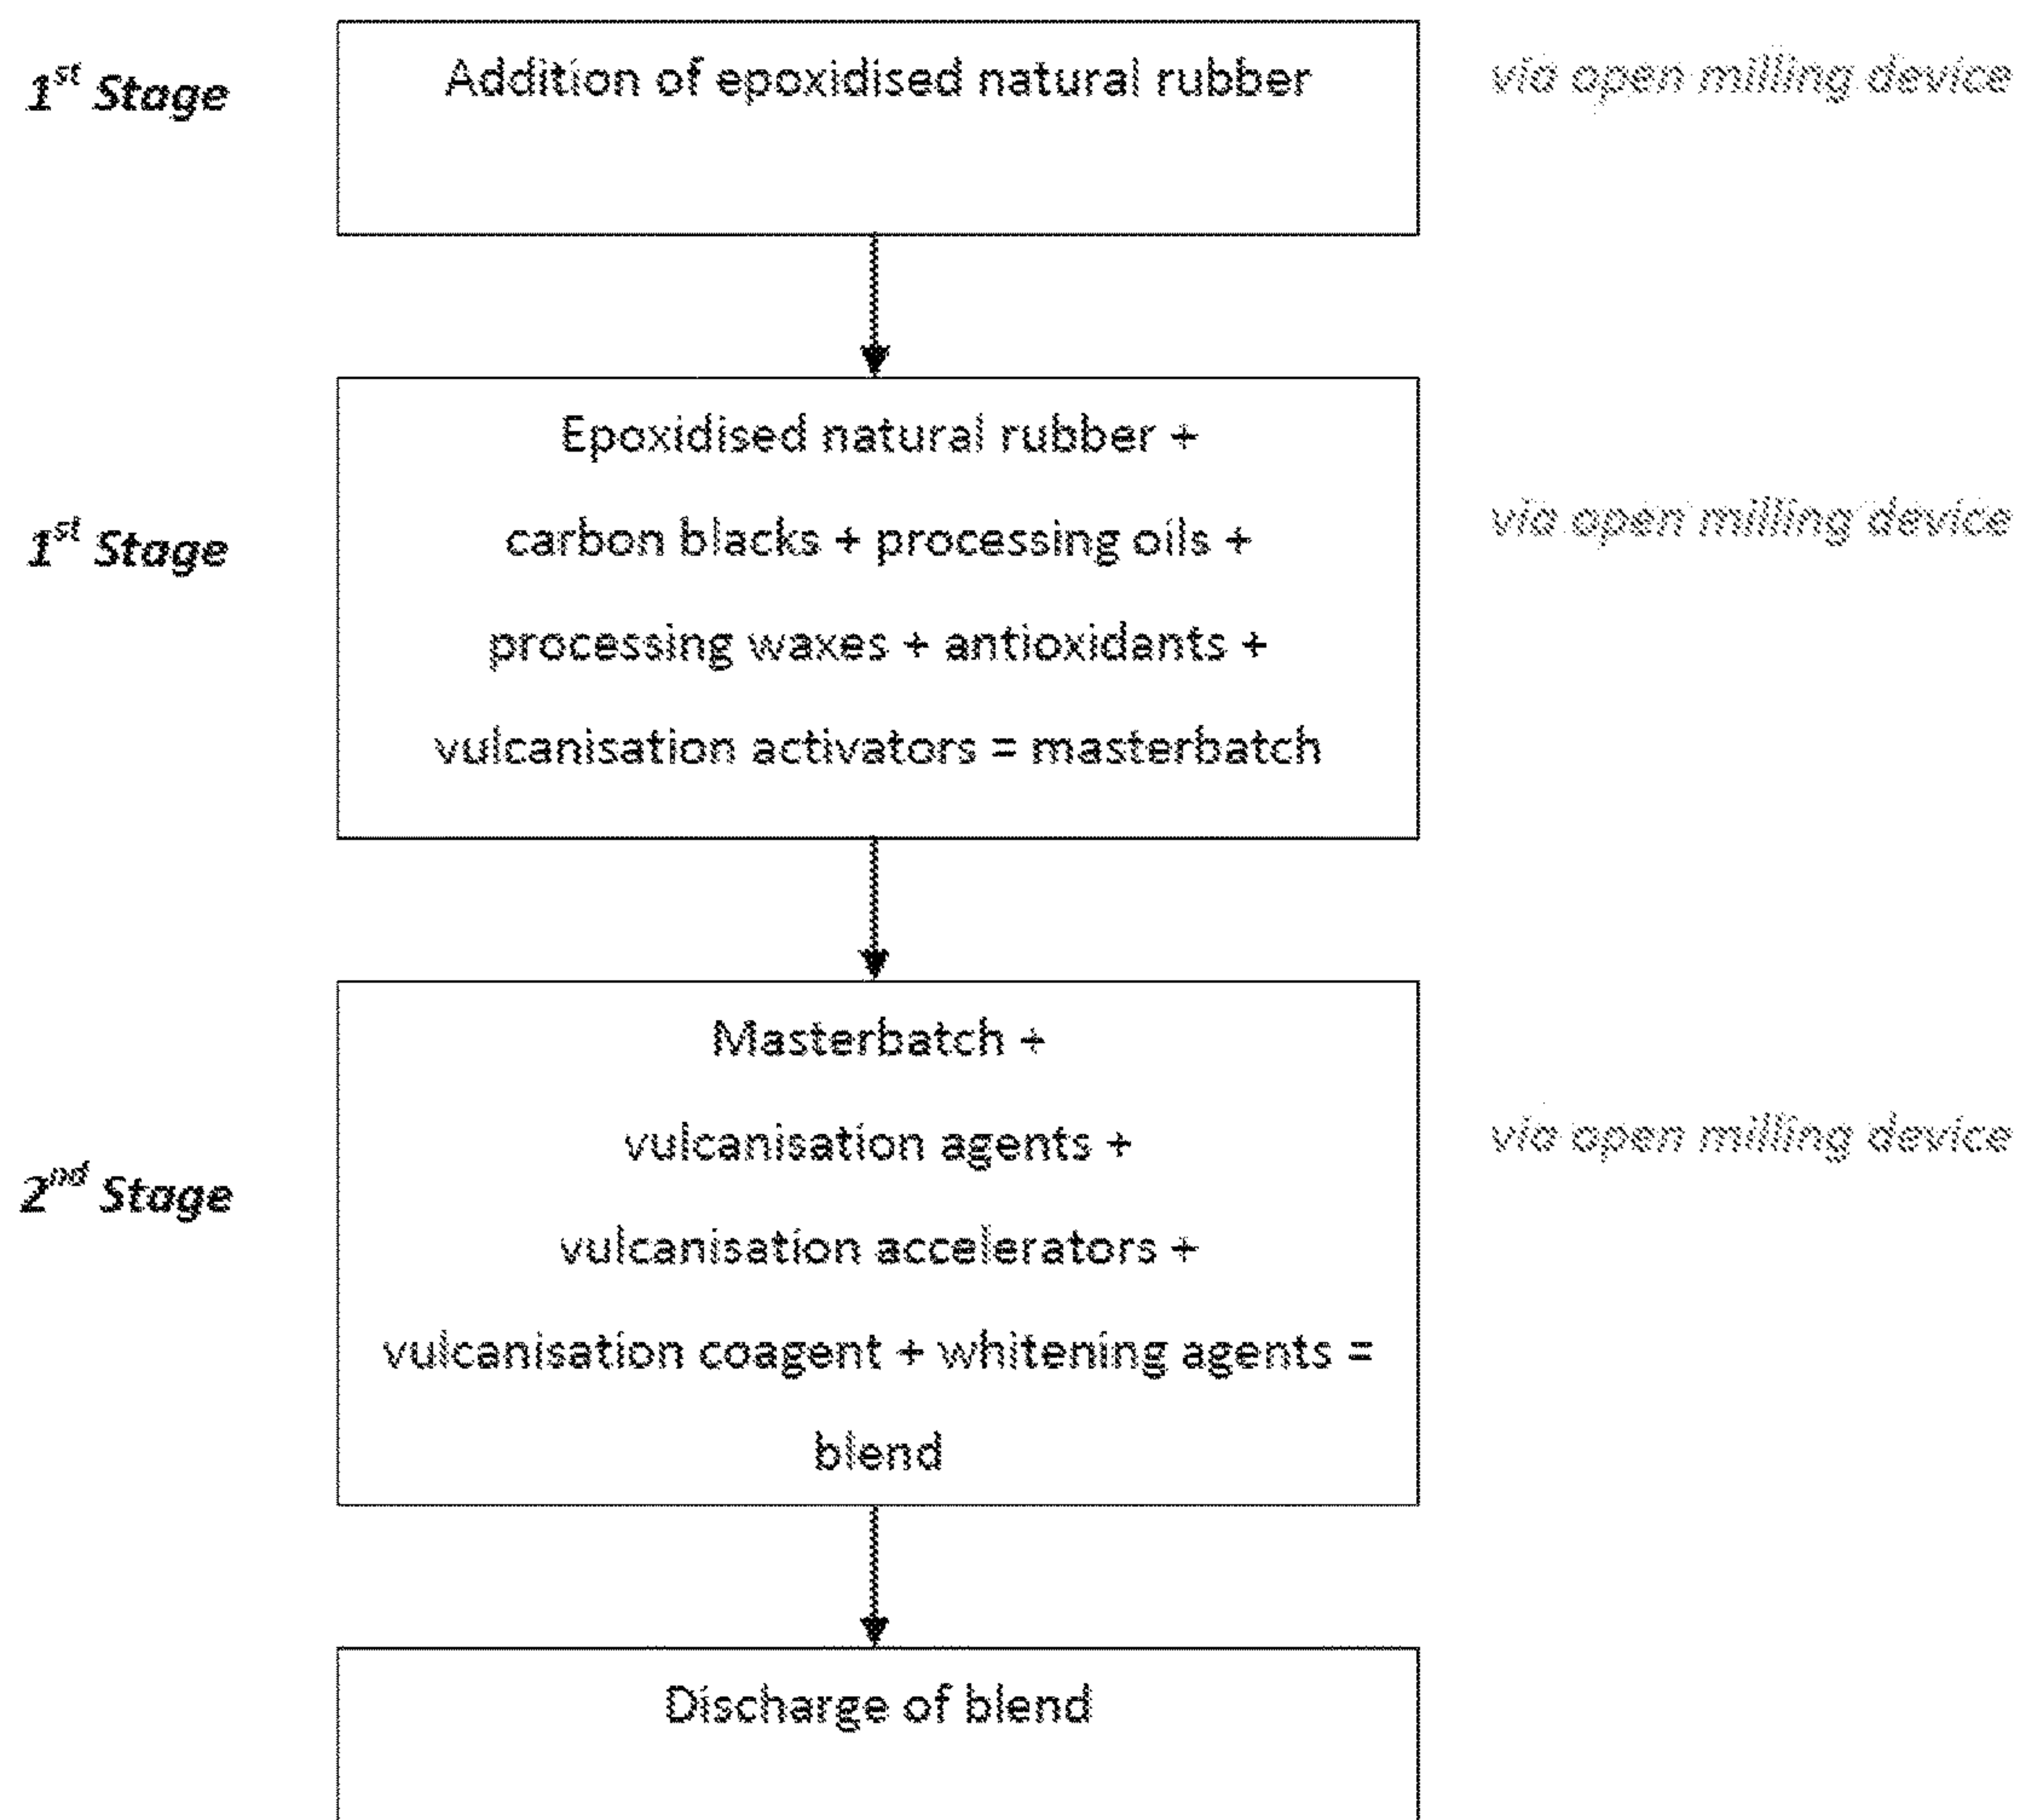 1st Stage
Addition of epoxidised natural rubber
via open milling device
Epoxidised natural rubber +
1st Stage
carbon blacks + processing oils +
via open milling device
processing waxes + antioxidants +
vulcanisation activators = masterbatch
Masterbatch +
2nd Stage
vulcanisation agents +
via open milling device
vulcanisation accelerators +
vulcanisation coagent + whitening agents =
blend
Discharge of blend